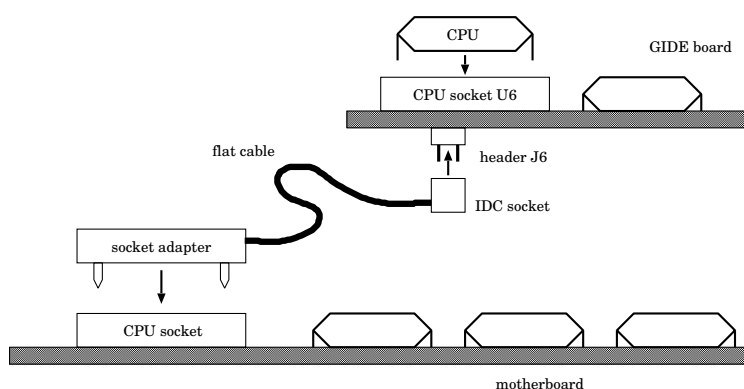 CPU
GIDE board
CPU socket U6
flat cable
header J6
IDC socket
socket adapter
CPU socket
motherboard